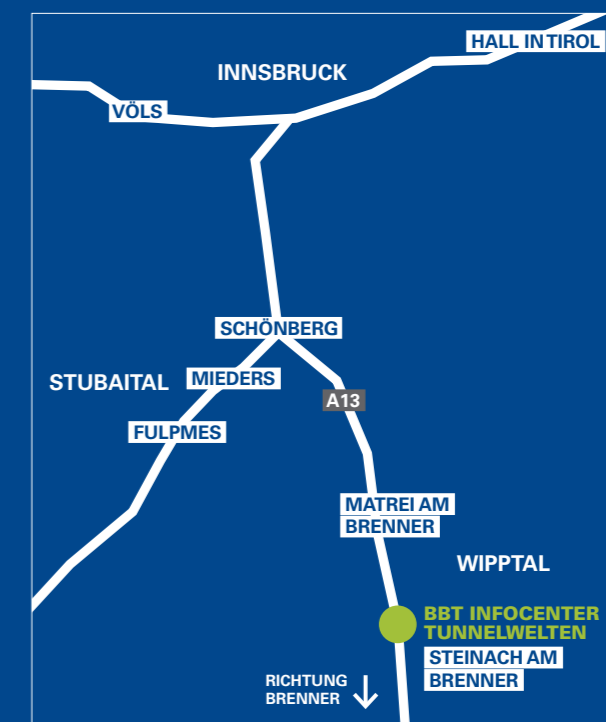 HALL IN TIROL
INNSBRUCK
VÖLS
SCHÖNBERG
STUBAITAL
MIEDERS
A13
FULPMES
MATREI AM
BRENNER
WIPPTAL
BBT INFOCENTER
TUNNELWELTEN
STEINACH AM
BRENNER
RICHTUNG
BRENNER